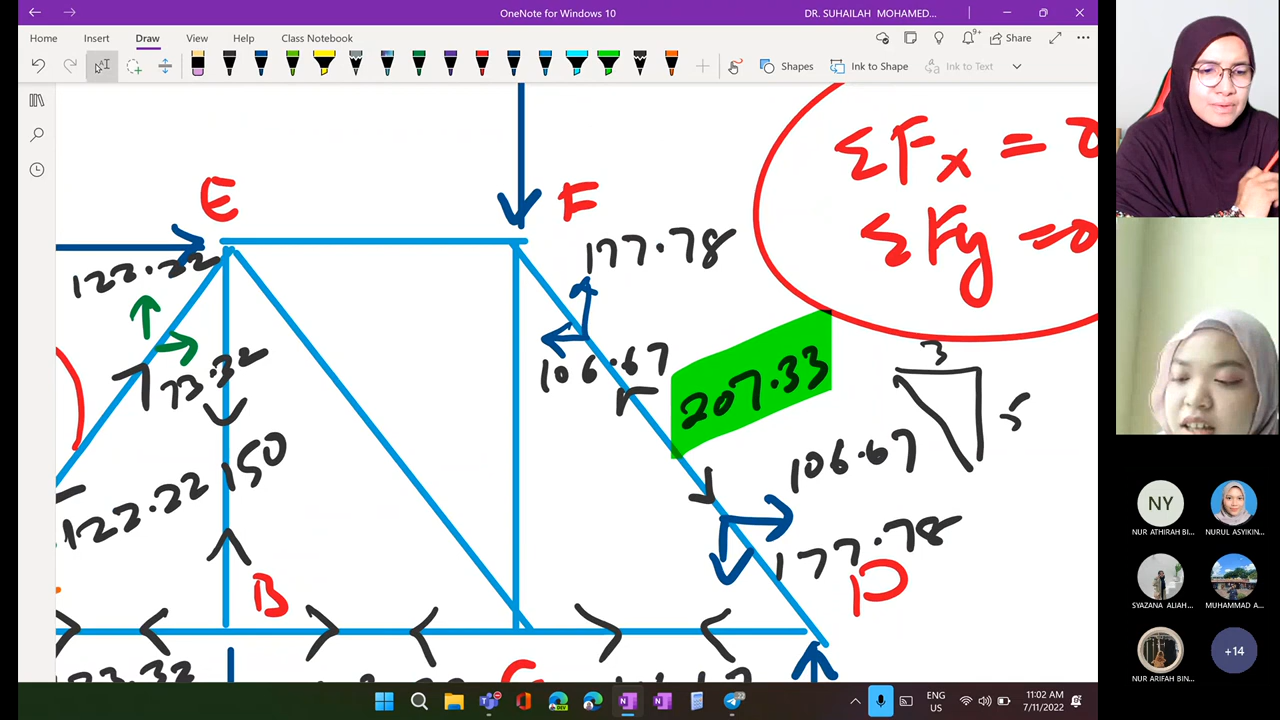 OneNote for Windows 10
DR. SUHAILAH MOHAMED...
Home Insert Draw View Help Class Notebook
9+
Share
Shapes
Ink to Shape
Ink to Text
ΣFx = 0
ΣFy = 0
E
F
177.78
122.22
73.32
106.67
207.33
3
5
106.67
122.22
150
177.78
D
B
C
NY
NUR ATHIRAH BI...
NURUL ASYIKIN...
SYAZANA ALIAH...
MUHAMMAD A...
NUR ARIFAH BIN...
+14
ENG
US
11:02 AM
7/11/2022